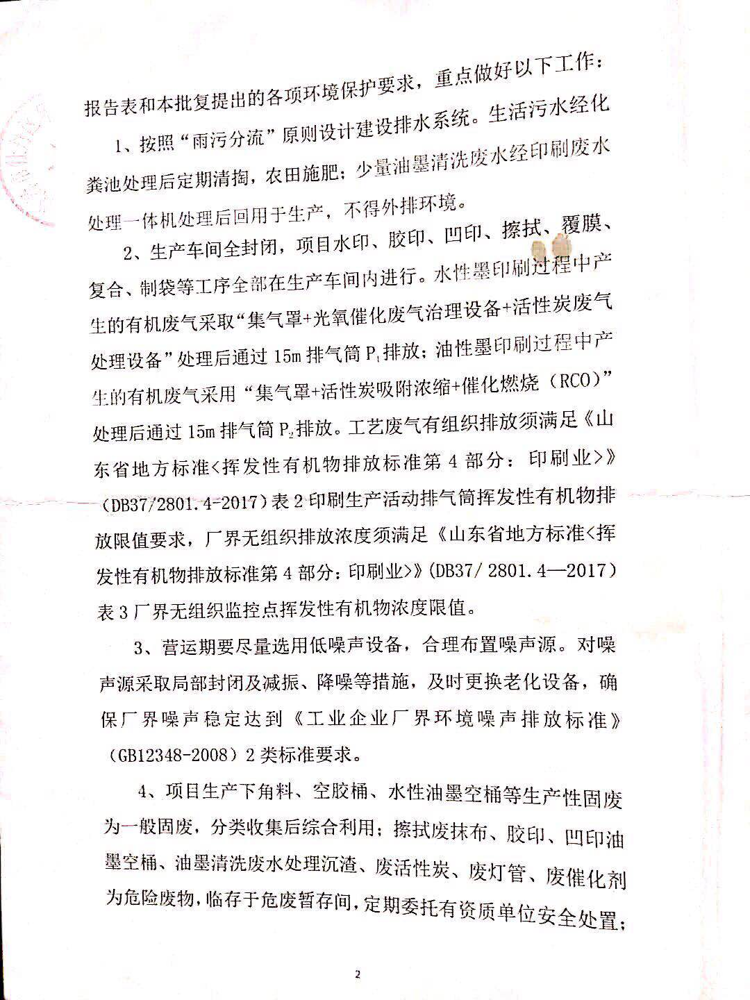 报告表和本批复提出的各项环境保护要求，重点做好以下工作：
1、按照“雨污分流”原则设计建设排水系统。生活污水经化
粪池处理后定期清掏，农田施肥；少量油墨清洗废水经印刷废水
处理一体机处理后回用于生产，不得外排环境。
2、生产车间全封闭，项目水印、胶印、凹印、擦拭、覆膜、
复合、制袋等工序全部在生产车间内进行。水性墨印刷过程中产
生的有机废气采取“集气罩+光氧催化废气治理设备+活性炭废气
处理设备”处理后通过 15m 排气筒 P₁排放；油性墨印刷过程中产
生的有机废气采用“集气罩+活性炭吸附浓缩+催化燃烧（RCO）”
处理后通过 15m 排气筒 P₂排放。工艺废气有组织排放须满足《山
东省地方标准<挥发性有机物排放标准第 4 部分：印刷业>》
（DB37/2801.4-2017）表 2 印刷生产活动排气筒挥发性有机物排
放限值要求，厂界无组织排放浓度须满足《山东省地方标准<挥
发性有机物排放标准第 4 部分：印刷业>》（DB37/ 2801.4—2017）
表 3 厂界无组织监控点挥发性有机物浓度限值。
3、营运期要尽量选用低噪声设备，合理布置噪声源。对噪
声源采取局部封闭及减振、降噪等措施，及时更换老化设备，确
保厂界噪声稳定达到《工业企业厂界环境噪声排放标准》
（GB12348-2008）2 类标准要求。
4、项目生产下角料、空胶桶、水性油墨空桶等生产性固废
为一般固废，分类收集后综合利用；擦拭废抹布、胶印、凹印油
墨空桶、油墨清洗废水处理沉渣、废活性炭、废灯管、废催化剂
为危险废物，临存于危废暂存间，定期委托有资质单位安全处置；
2